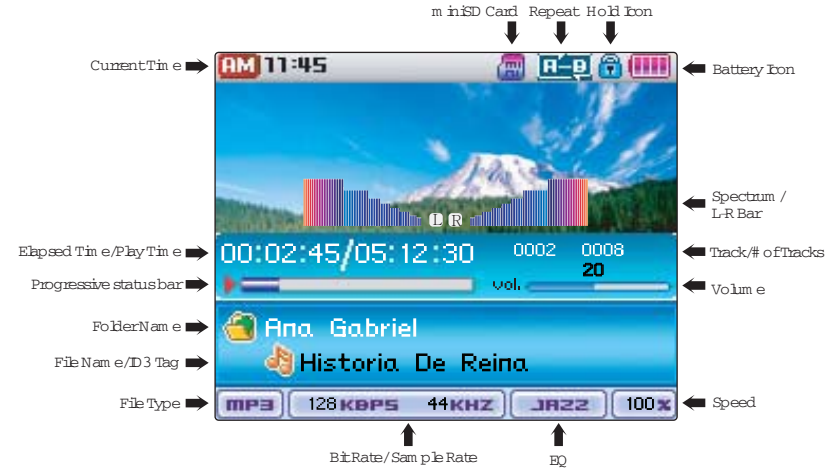 miniSD Card Repeat Hold Icon
Current Time AM 11:45 A-B Battery Icon
L R Spectrum /
L-R Bar
Elapsed Time/Play Time 00:02:45/05:12:30 0002 0008 Track/# of Tracks
20
Progressive status bar vol. Volume
Folder Name Ana Gabriel
File Name/ID3 Tag Historia De Reina
File Type MP3 128 KBPS 44 KHZ JAZZ 100% Speed
Bit Rate/Sample Rate EQ